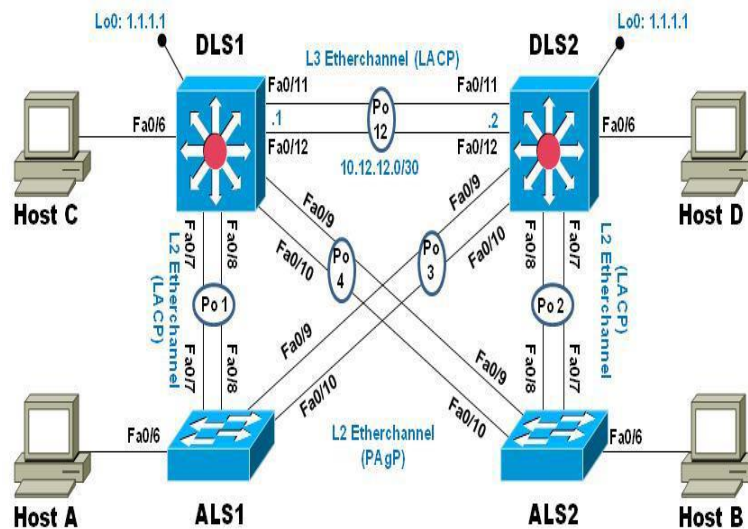 Lo0: 1.1.1.1
DLS1
DLS2
Lo0: 1.1.1.1
L3 Etherchannel (LACP)
Fa0/11
Fa0/11
Po
12
.1
.2
Fa0/6
Fa0/6
Fa0/12
Fa0/12
10.12.12.0/30
Host C
Host D
Fa0/9
Fa0/9
Fa0/10
Fa0/10
Fa0/7
Fa0/8
L2 Etherchannel
(LACP)
Po 1
Fa0/7
Fa0/8
Po
4
Po
3
Fa0/8
Fa0/7
(LACP)
L2 Etherchannel
Po 2
Fa0/8
Fa0/7
Fa0/9
Fa0/10
Fa0/9
Fa0/10
L2 Etherchannel
(PAgP)
Fa0/6
Fa0/6
Host A
ALS1
ALS2
Host B